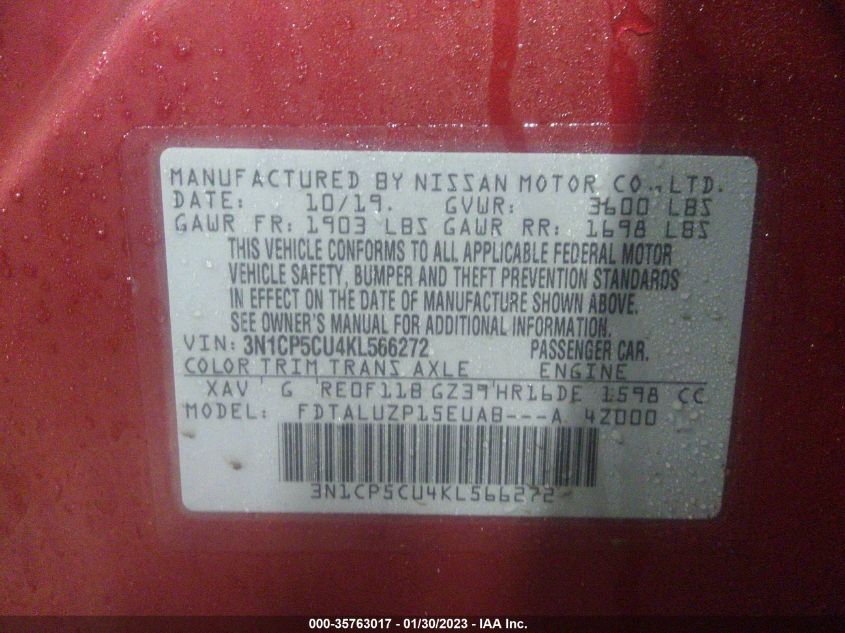 MANUFACTURED BY NISSAN MOTOR CO., LTD.
DATE: 10/19. GVWR: 3600 LBS
GAWR FR: 1903 LBS GAWR RR: 1698 LBS
THIS VEHICLE CONFORMS TO ALL APPLICABLE FEDERAL MOTOR
VEHICLE SAFETY, BUMPER AND THEFT PREVENTION STANDARDS
IN EFFECT ON THE DATE OF MANUFACTURE SHOWN ABOVE.
SEE OWNER'S MANUAL FOR ADDITIONAL INFORMATION.
VIN: 3N1CP5CU4KL566272 PASSENGER CAR.
COLOR TRIM TRANS AXLE ENGINE
XAV G RE0F11B GZ39 HR16DE 1598 CC
MODEL: FDTALUZP15EUAB---A 4Z000
3N1CP5CU4KL566272
000-35763017 - 01/30/2023 - IAA Inc.